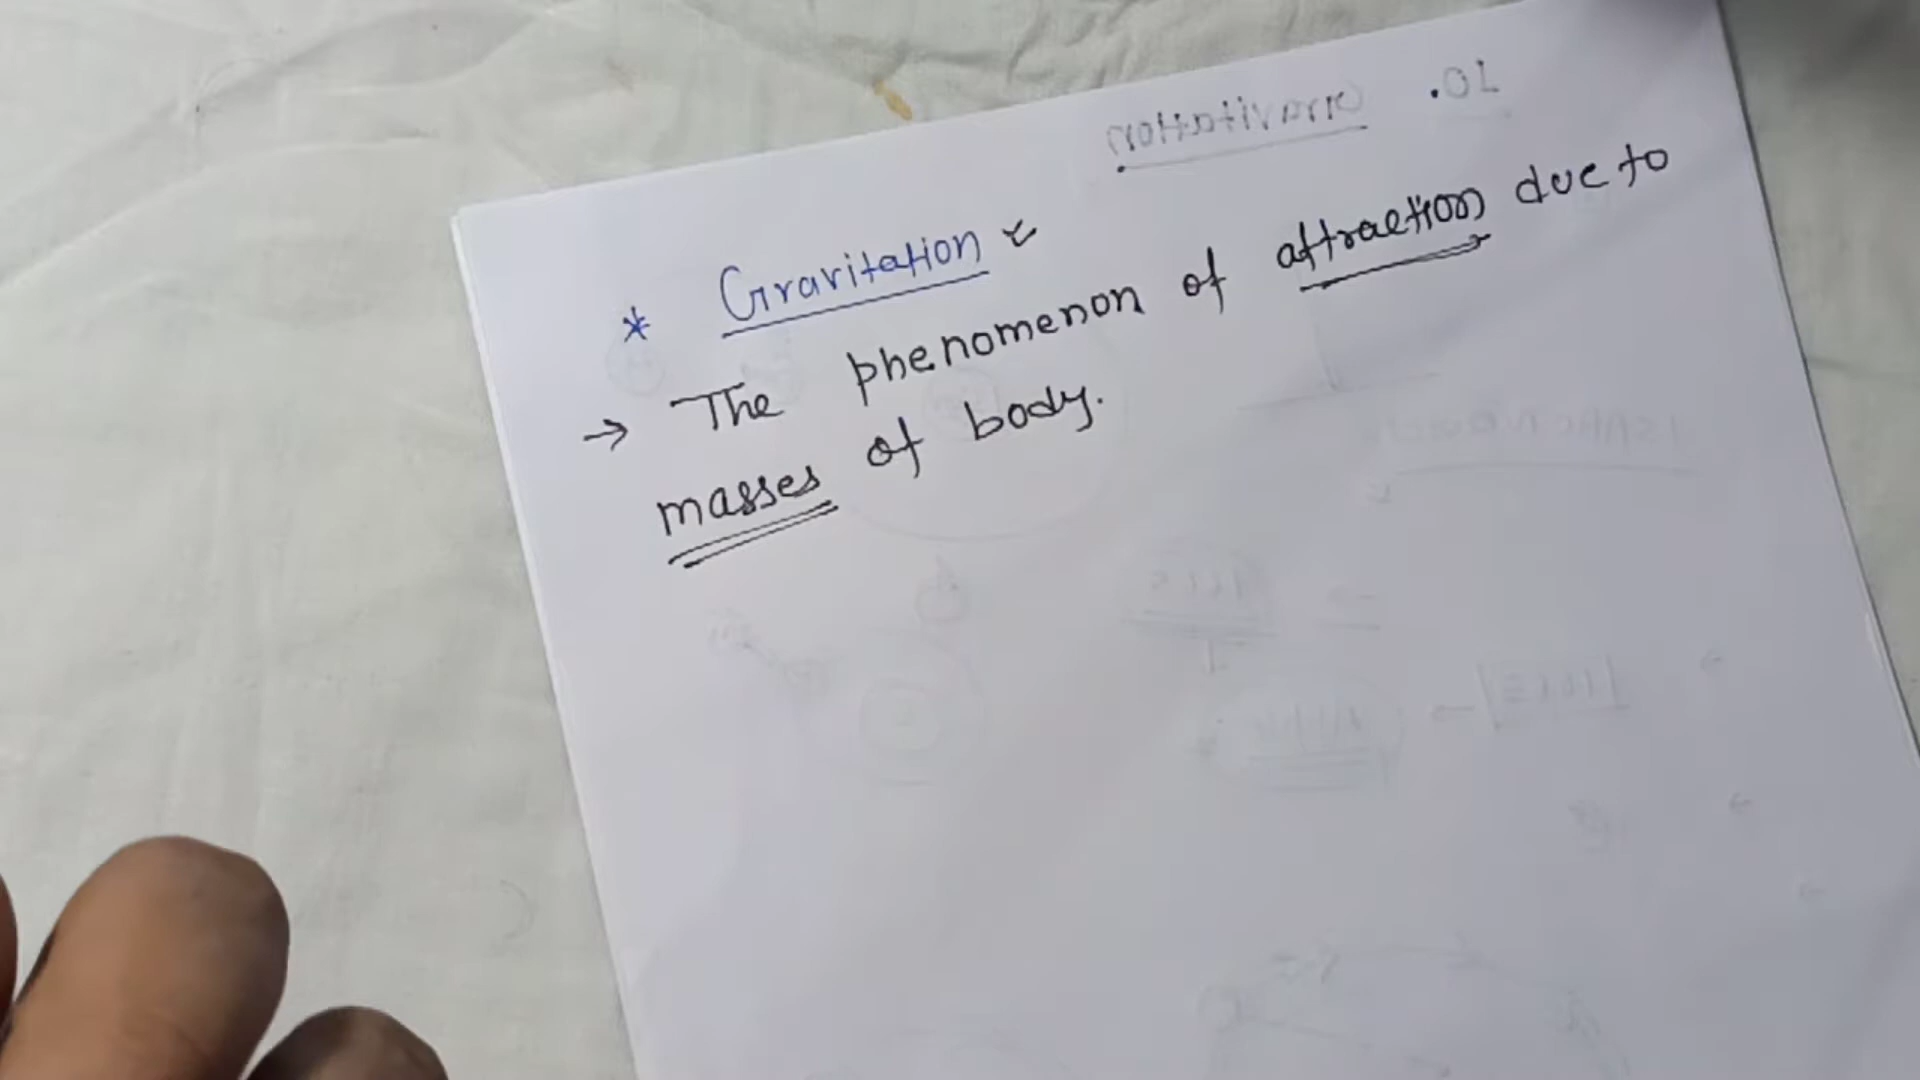 * Gravitation
→ The phenomenon of attraction due to
masses of body.